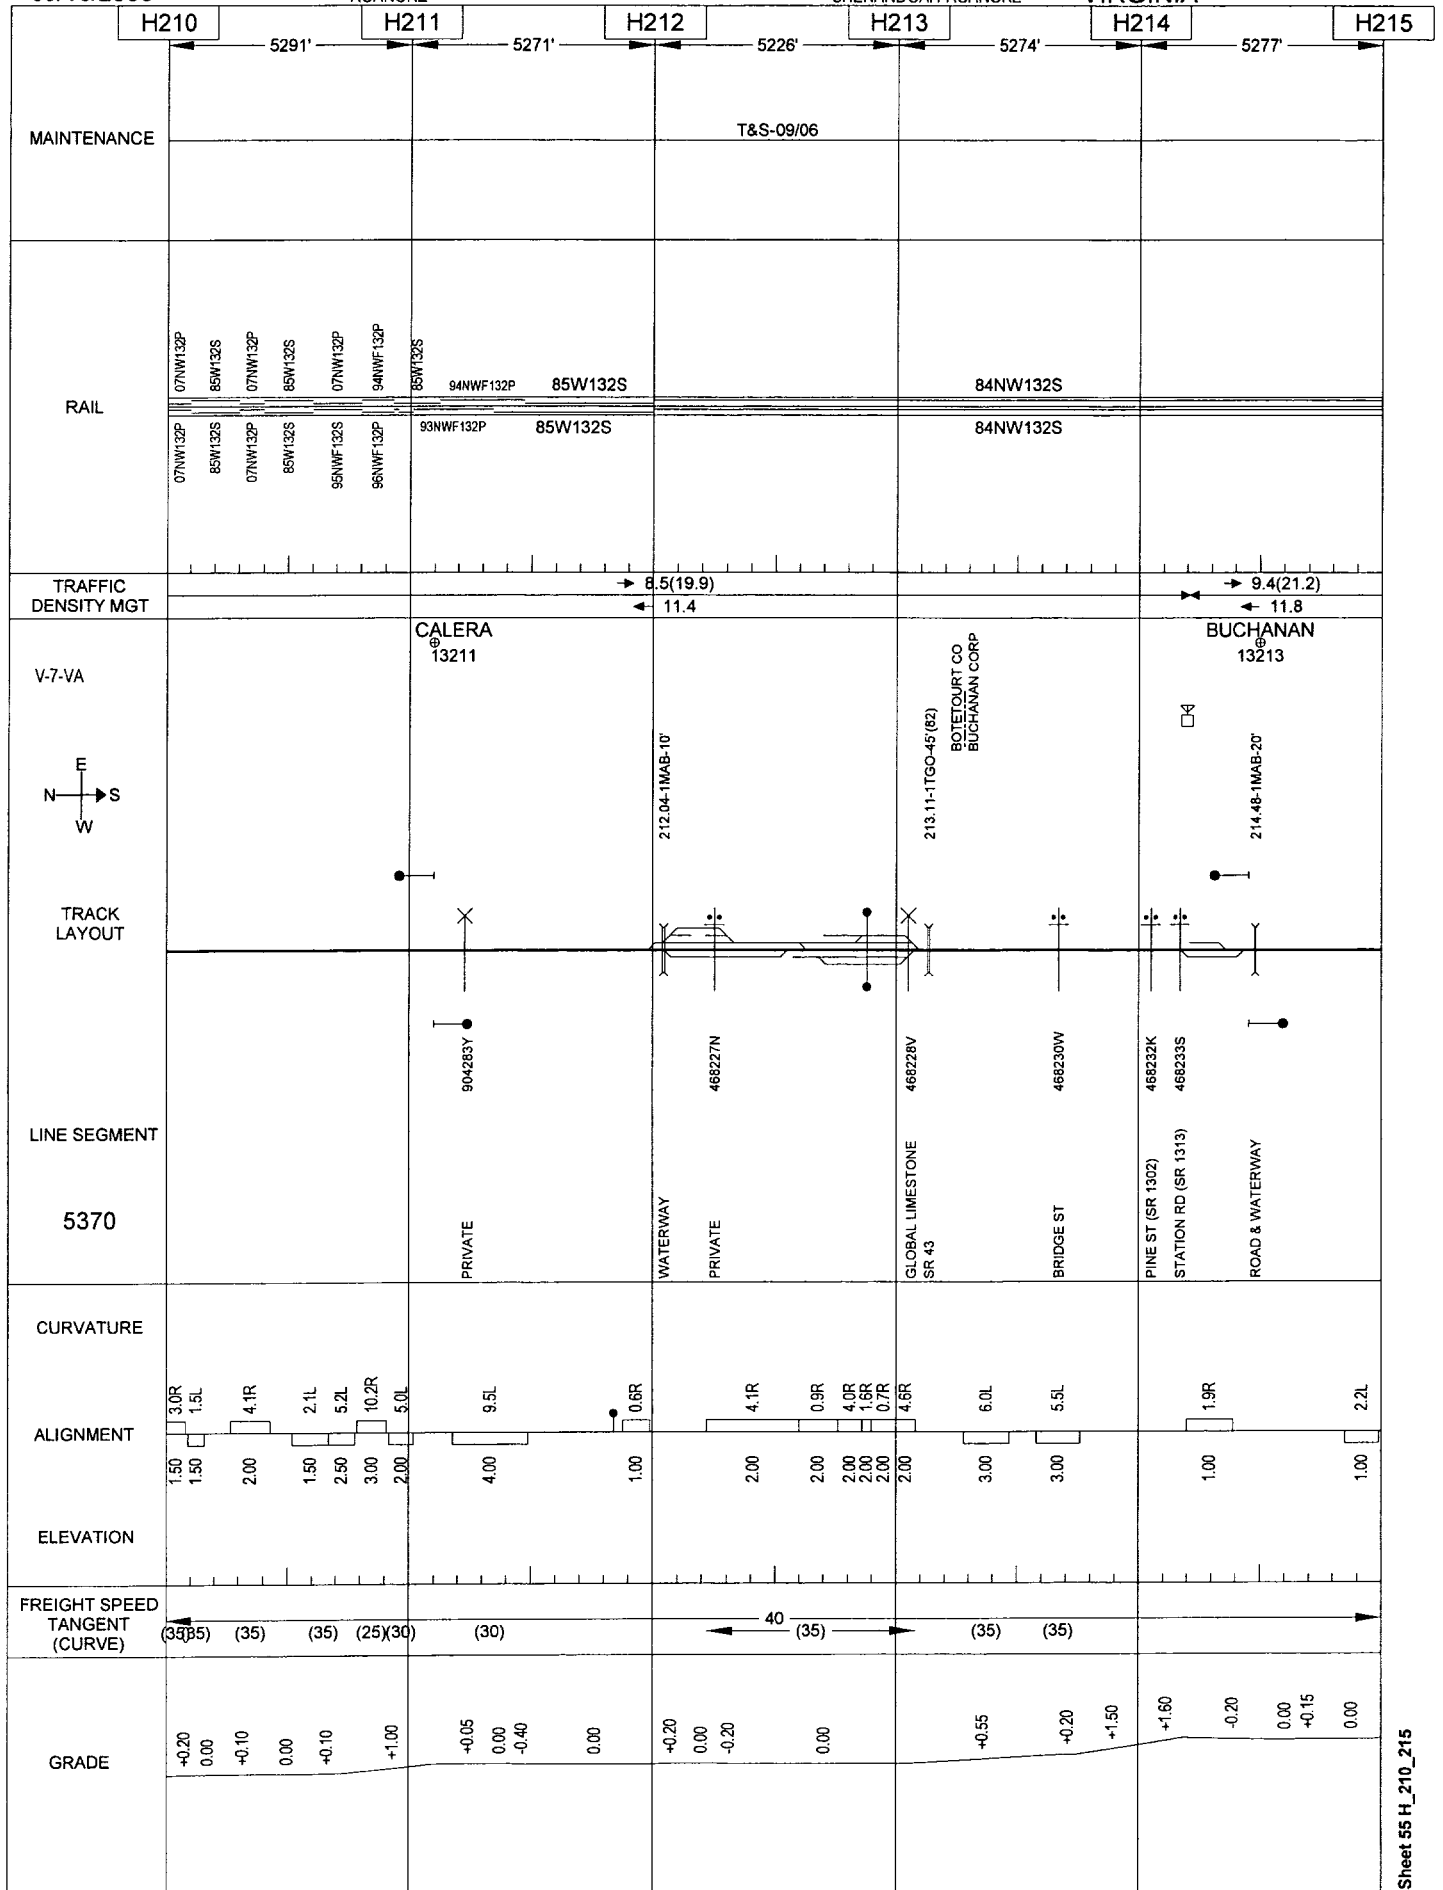 VIRGINIA
H210 H211 H212 H213 H214 H215
5291' 5271' 5226' 5274' 5277'
MAINTENANCE
T&S-09/06
RAIL
07NW132P 85W132S 07NW132P 85W132S 07NW132P 94NWF132P 85W132S 94NWF132P 85W132S 84NW132S
07NW132P 85W132S 07NW132P 85W132S 95NWF132S 96NWF132P 93NWF132P 85W132S 84NW132S
TRAFFIC
DENSITY MGT
8.5(19.9) 9.4(21.2)
11.4 11.8
CALERA
13211
BUCHANAN
13213
V-7-VA
BOTETOURT CO
BUCHANAN CORP
E
N S
W
212.04-1MAB-10'
213.11-1TGO-45'(82)
214.48-1MAB-20'
TRACK
LAYOUT
904283Y 468227N 468228V 468230W 468232K 468233S
LINE SEGMENT
5370
PRIVATE
WATERWAY
PRIVATE
GLOBAL LIMESTONE
SR 43
BRIDGE ST
PINE ST (SR 1302)
STATION RD (SR 1313)
ROAD & WATERWAY
CURVATURE
3.0R 1.5L 4.1R 2.1L 5.2L 10.2R 5.0L 9.5L 0.6R 4.1R 0.9R 4.0R 1.6R 0.7R 4.6R 6.0L 5.5L 1.9R 2.2L
ALIGNMENT
1.50 1.50 2.00 1.50 2.50 3.00 2.00 4.00 1.00 2.00 2.00 2.00 2.00 2.00 2.00 3.00 3.00 1.00 1.00
ELEVATION
FREIGHT SPEED
TANGENT
(CURVE)
40
(35) (35) (35) (35) (25) (30) (30) (35) (35) (35)
GRADE
+0.20 0.00 +0.10 0.00 +0.10 +1.00 +0.05 0.00 -0.40 0.00 +0.20 0.00 -0.20 0.00 +0.55 +0.20 +1.50 +1.60 -0.20 0.00 +0.15 0.00
Sheet 55 H_210_215